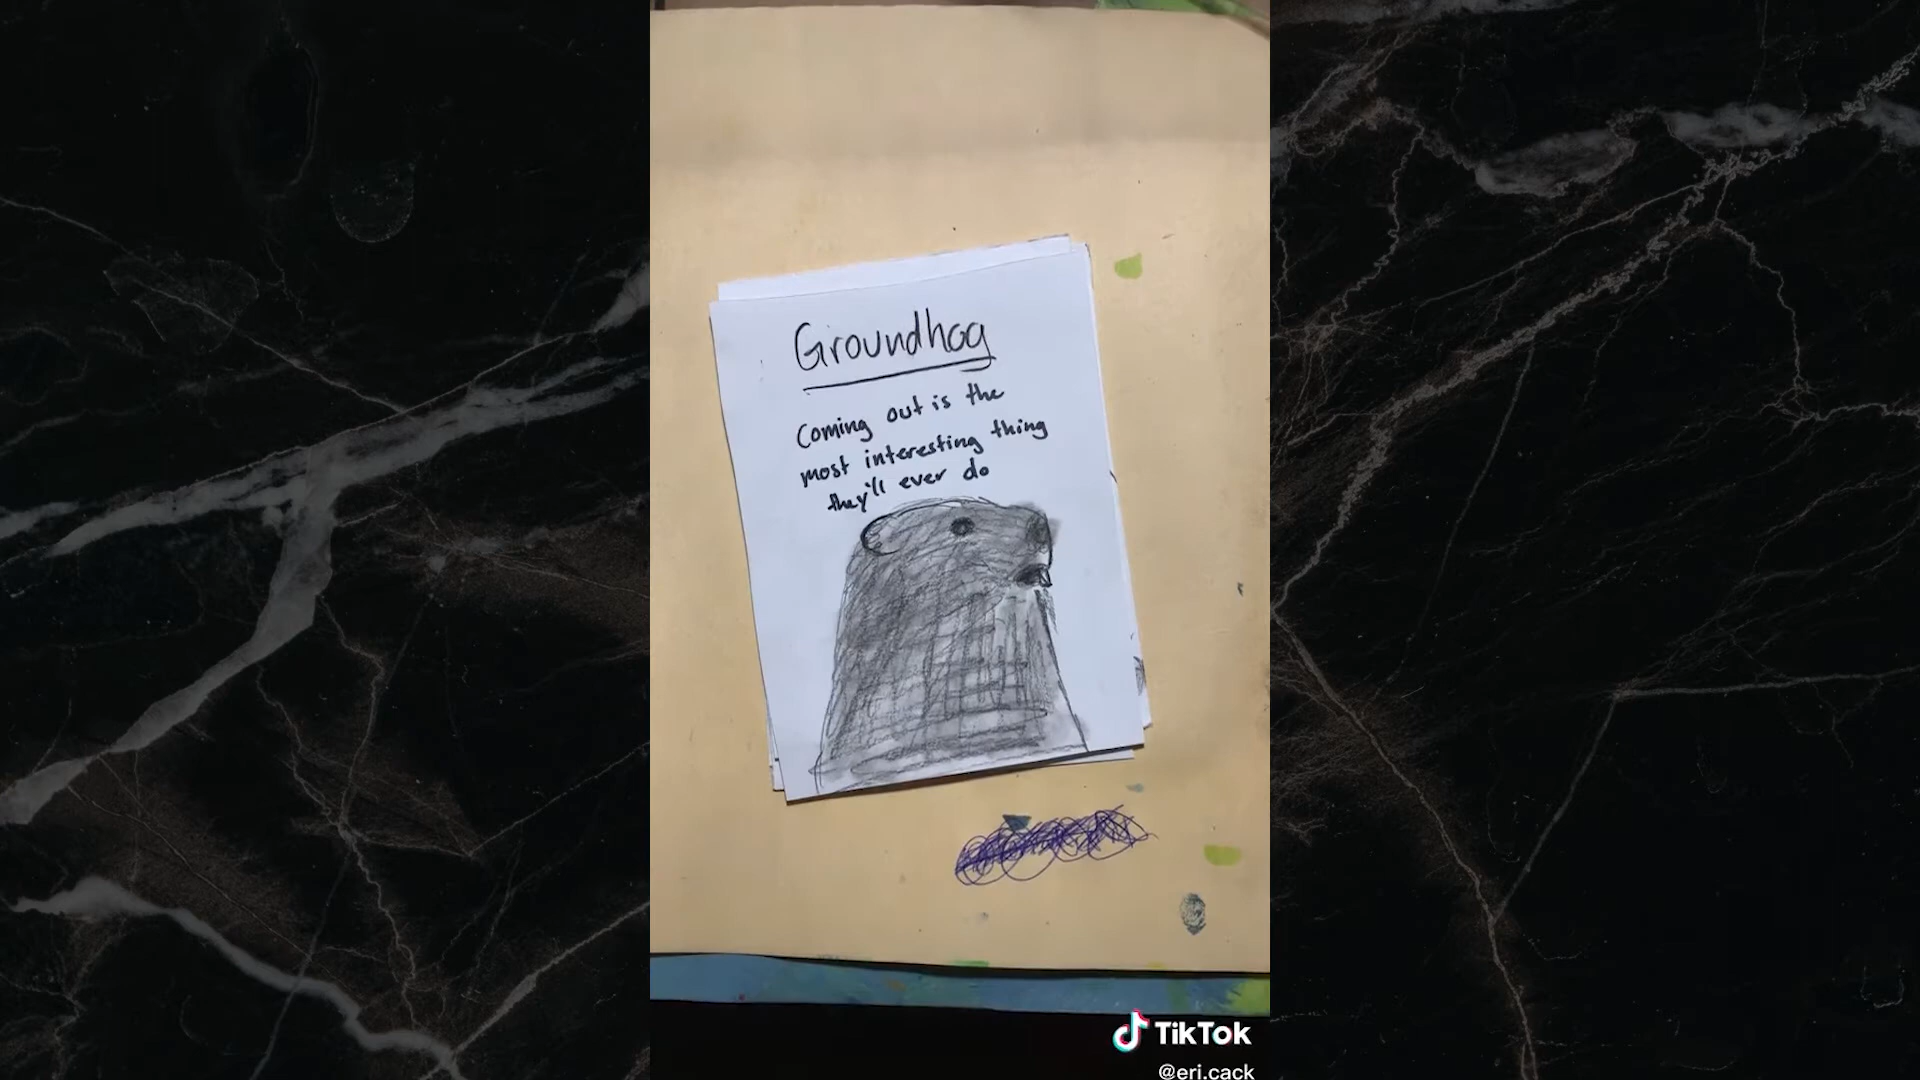 Groundhog
Coming out is the
most interesting thing
they'll ever do
TikTok
@eri.cack